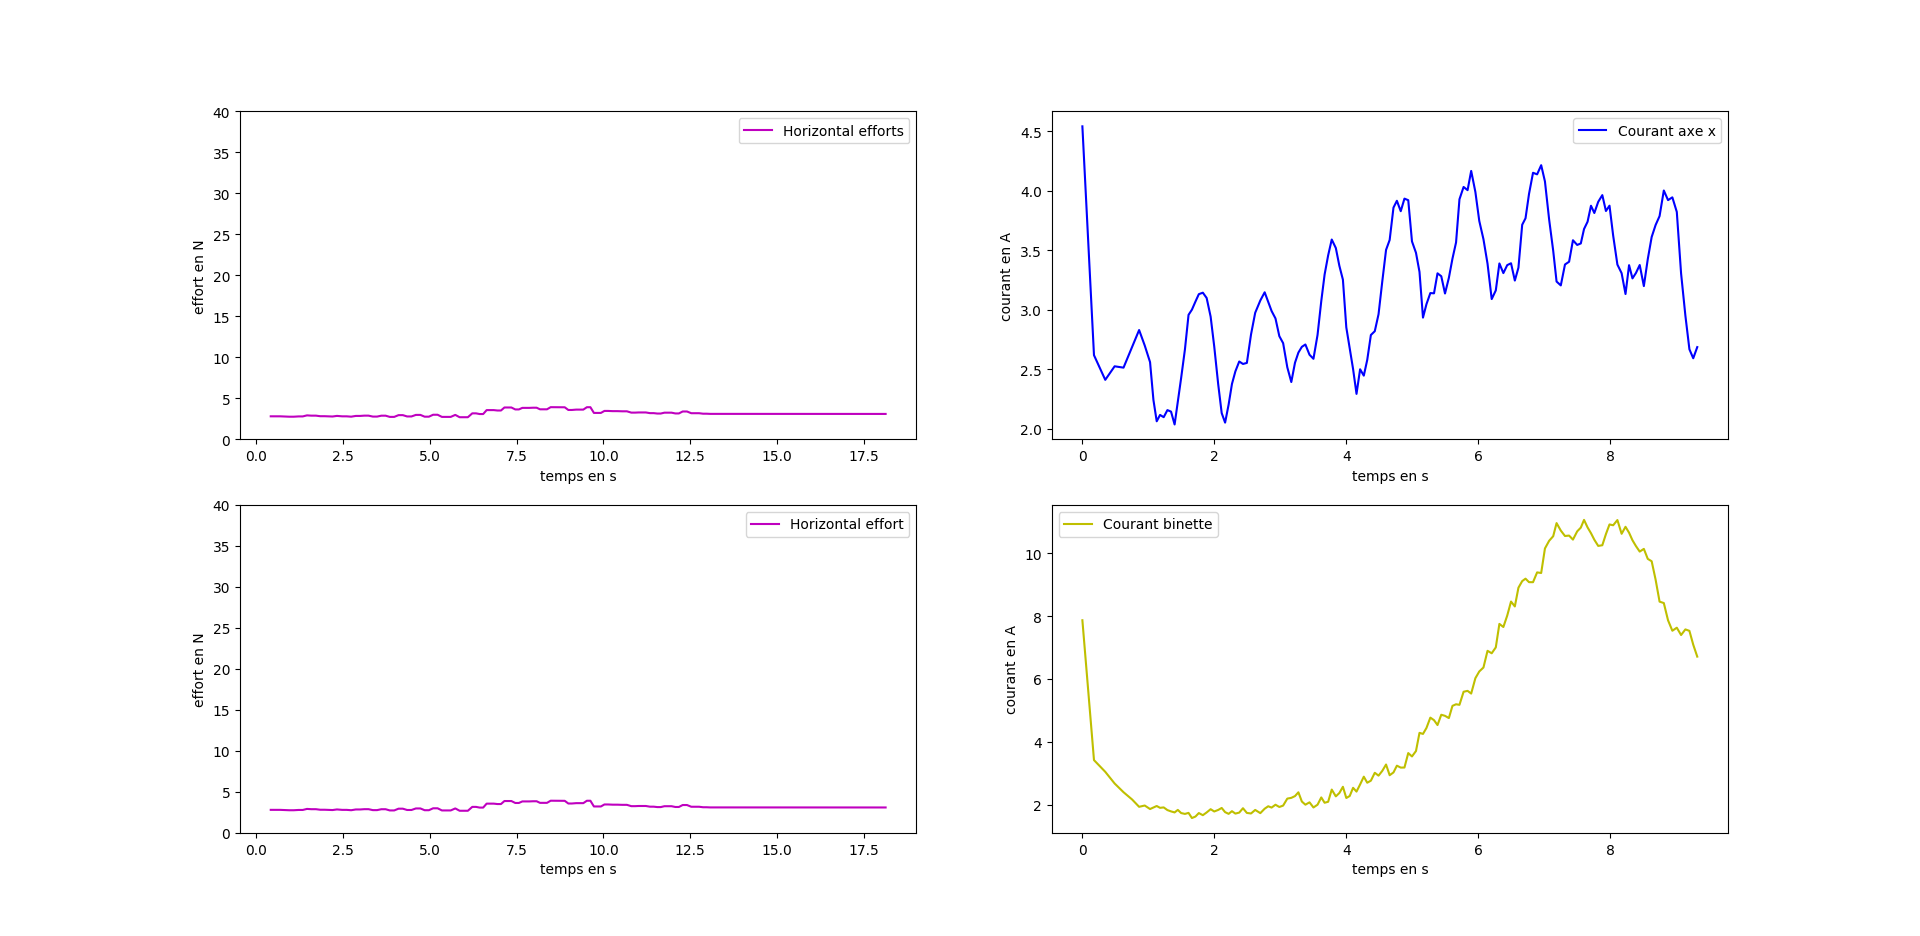 40
35
30
25
20
15
10
5
0
effort en N
Horizontal efforts
0.0 2.5 5.0 7.5 10.0 12.5 15.0 17.5
temps en s
4.5
4.0
3.5
3.0
2.5
2.0
courant en A
Courant axe x
0 2 4 6 8
temps en s
40
35
30
25
20
15
10
5
0
effort en N
Horizontal effort
0.0 2.5 5.0 7.5 10.0 12.5 15.0 17.5
temps en s
10
8
6
4
2
courant en A
Courant binette
0 2 4 6 8
temps en s